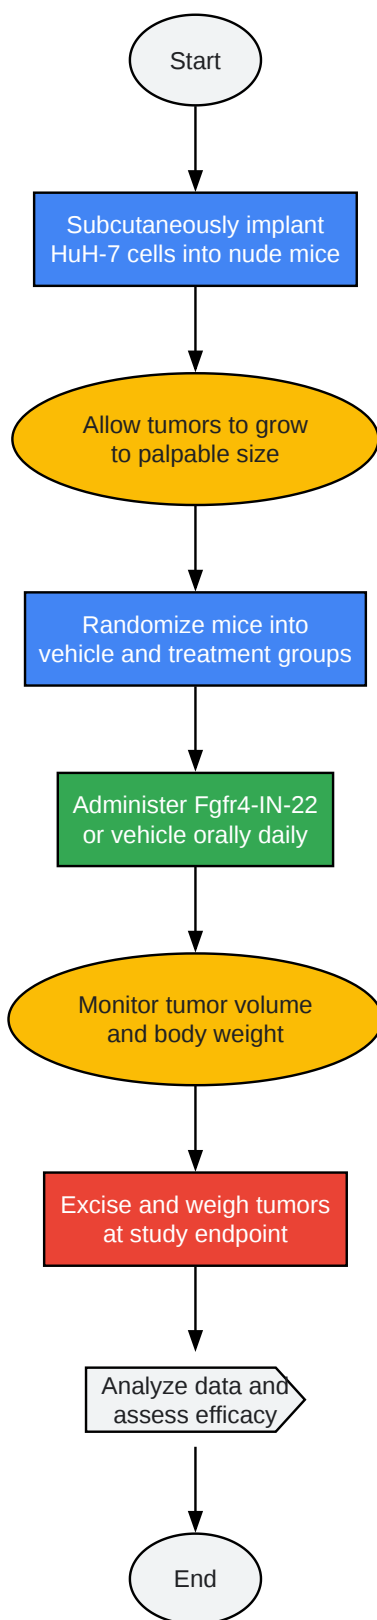 Start
Subcutaneously implant
HuH-7 cells into nude mice
Allow tumors to grow
to palpable size
Randomize mice into
vehicle and treatment groups
Administer Fgfr4-IN-22
or vehicle orally daily
Monitor tumor volume
and body weight
Excise and weigh tumors
at study endpoint
Analyze data and
assess efficacy
End